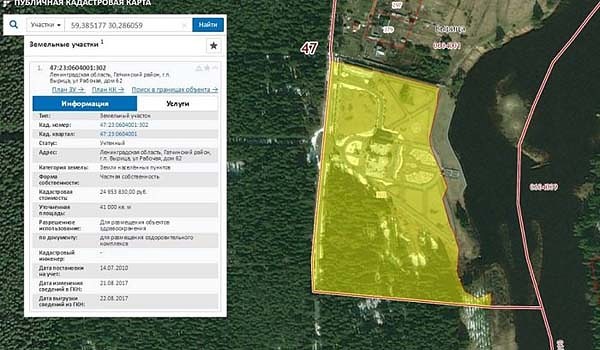 ПУБЛИЧНАЯ КАДАСТРОВАЯ КАРТА
Участки 59,385177 30,286059 Найти
Земельные участки 1
1. 47:23:0604001:302
Ленинградская область, Гатчинский район, г.п.
Вырица, ул Рабочая, дом 62
План ЗУ → План КК → Поиск в границах объекта →
Информация Услуги
Тип: Земельный участок
Кад. номер: 47:23:0604001:302
Кад. квартал: 47:23:0604001
Статус: Учтенный
Адрес: Ленинградская область, Гатчинский район,
г.п. Вырица, ул Рабочая, дом 62
Категория земель: Земли населённых пунктов
Форма
собственности: Частная собственность
Кадастровая
стоимость: 24 953 830,00 руб.
Уточненная
площадь: 41 000 кв. м
Разрешенное
использование: Для размещения объектов
здравоохранения
по документу: для размещения оздоровительного
комплексов
Кадастровый
инженер: -
Дата постановки
на учет: 14.07.2010
Дата изменения
сведений в ГКН: 21.08.2017
Дата выгрузки
сведений из ГКН: 22.08.2017
47